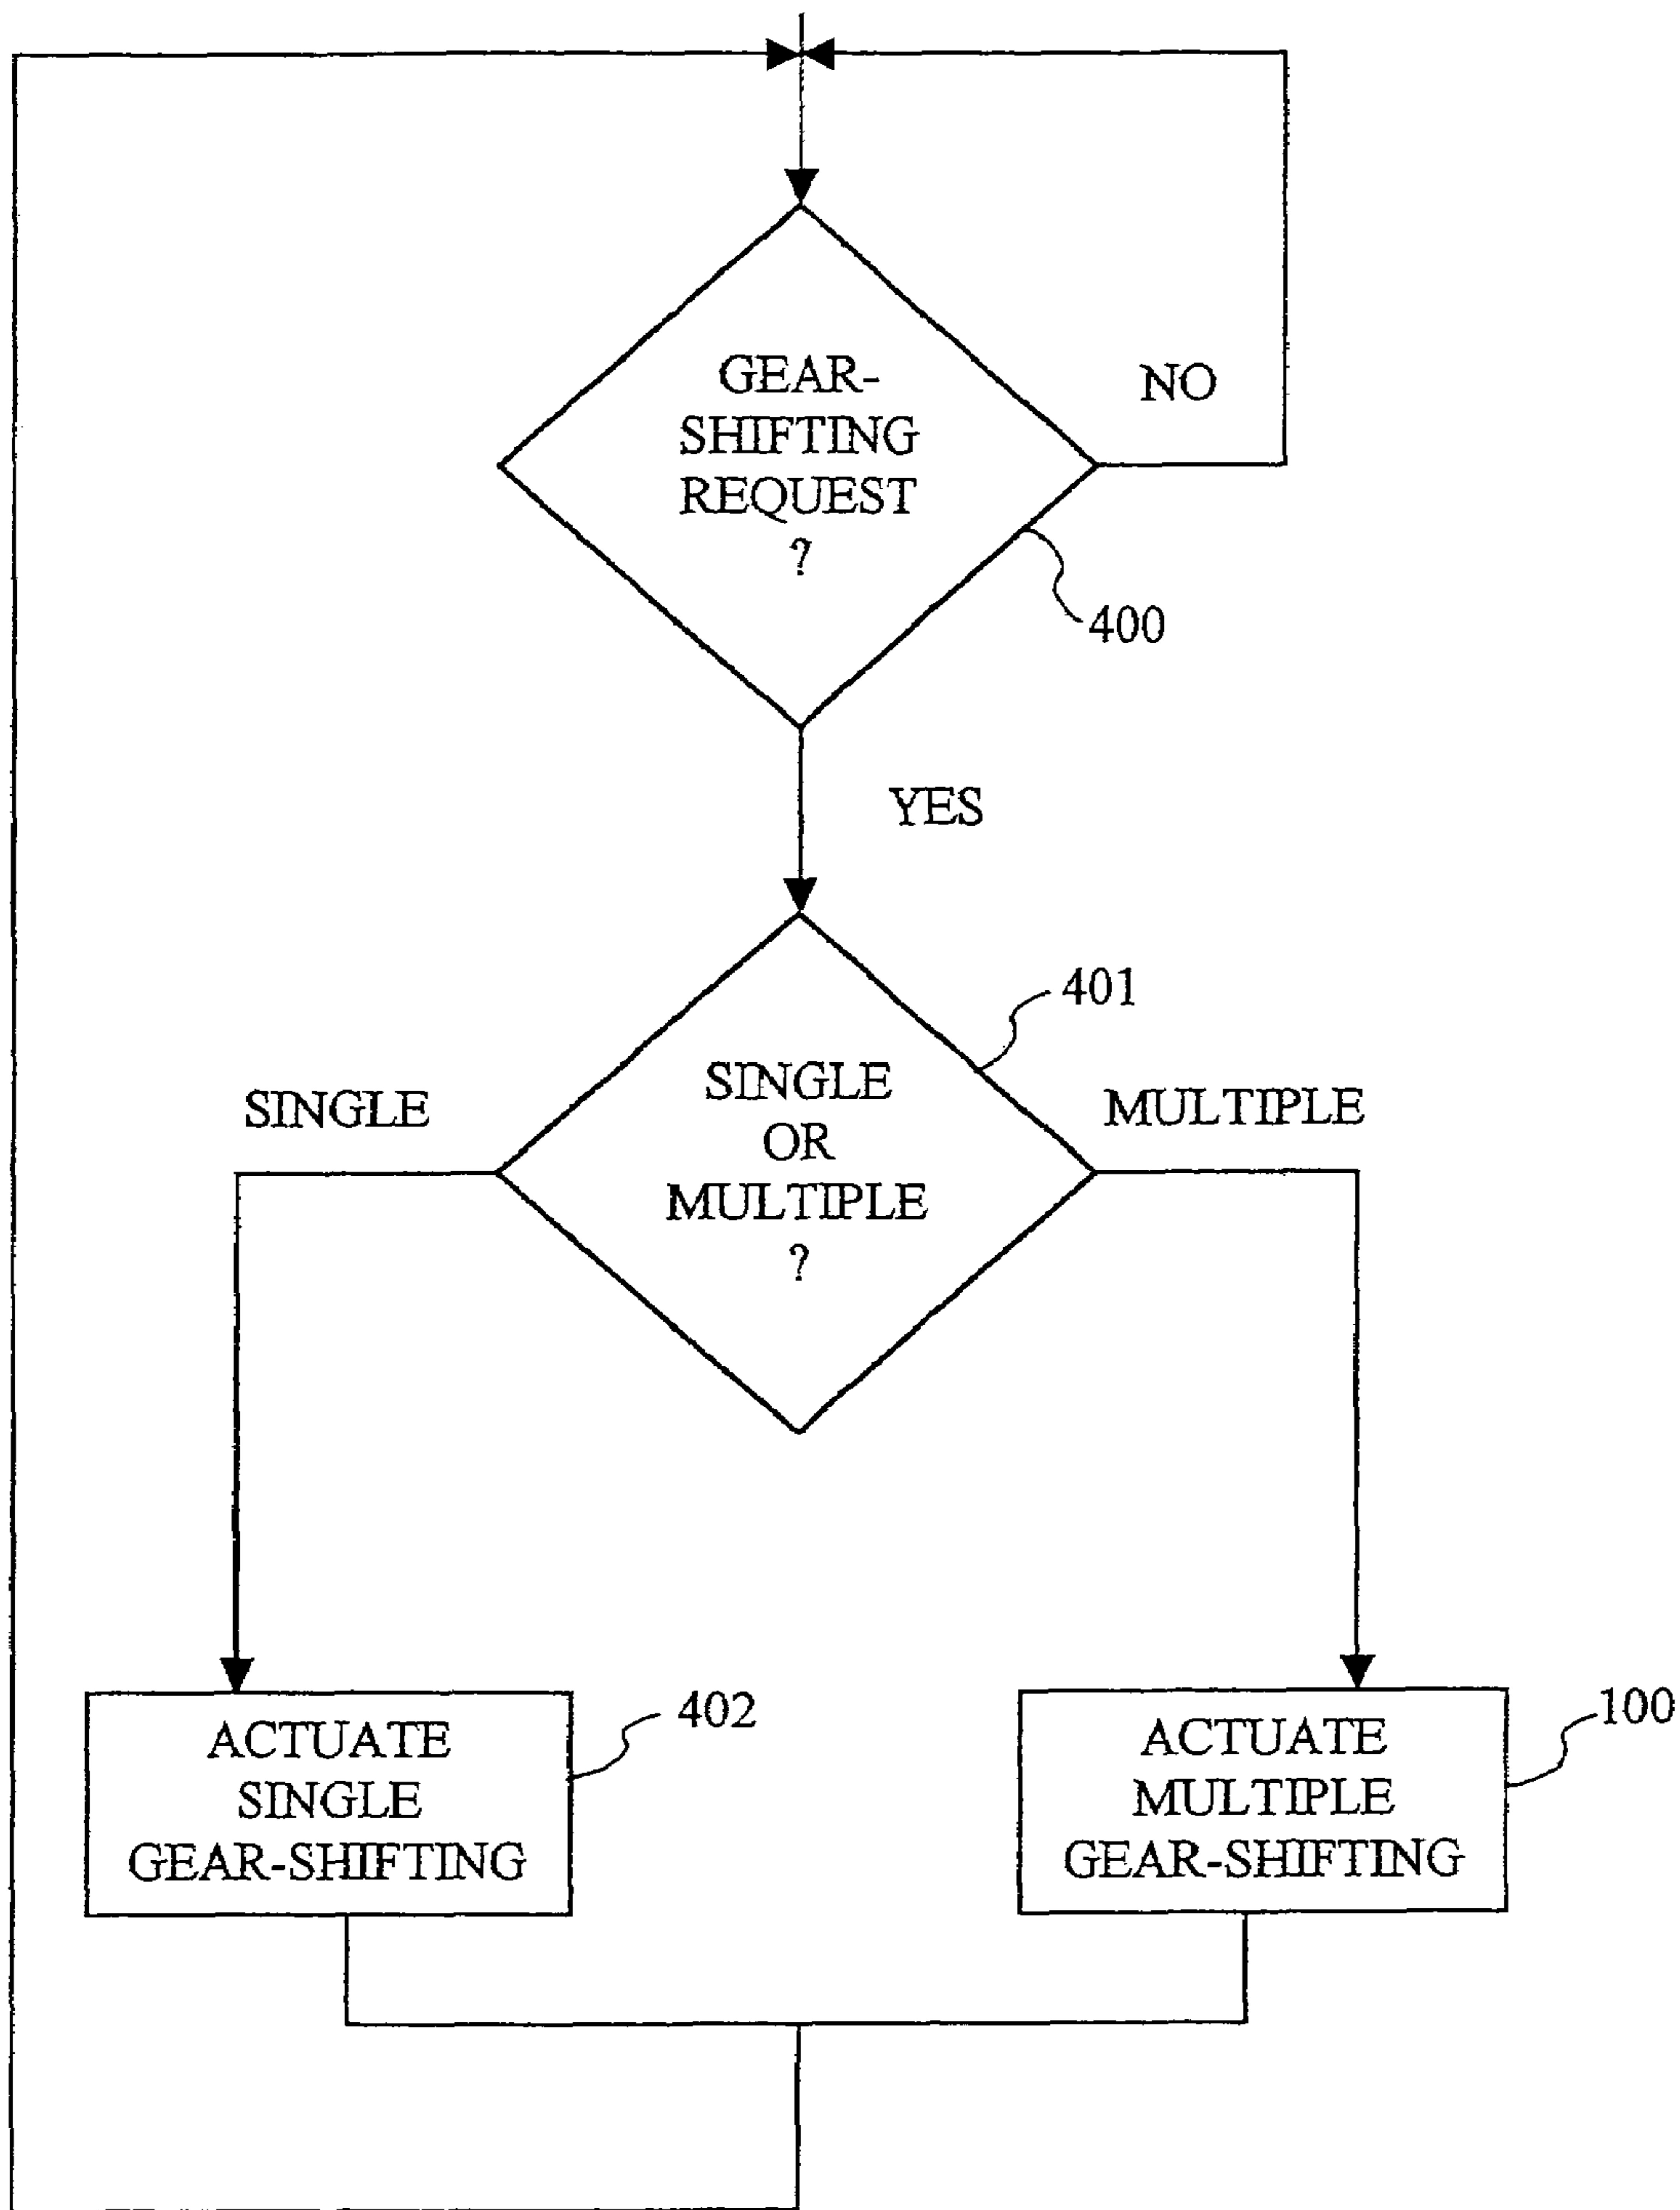 GEAR-
SHIFTING
REQUEST
?
NO
400
YES
401
SINGLE
SINGLE
OR
MULTIPLE
?
MULTIPLE
402
ACTUATE
SINGLE
GEAR-SHIFTING
100
ACTUATE
MULTIPLE
GEAR-SHIFTING